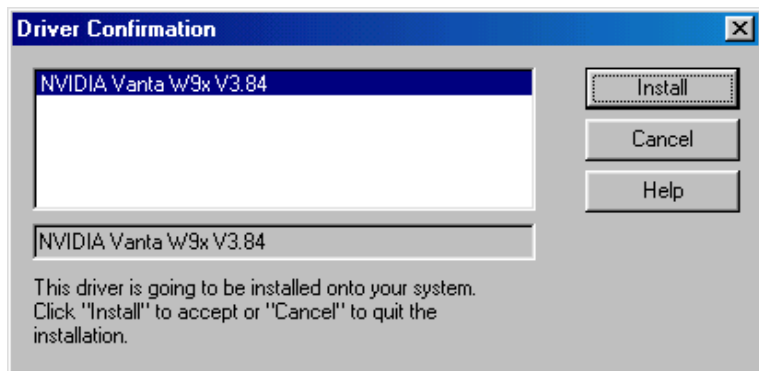 Driver Confirmation
NVIDIA Vanta W9x V3.84
Install
Cancel
Help
NVIDIA Vanta W9x V3.84
This driver is going to be installed onto your system.
Click "Install" to accept or "Cancel" to quit the
installation.